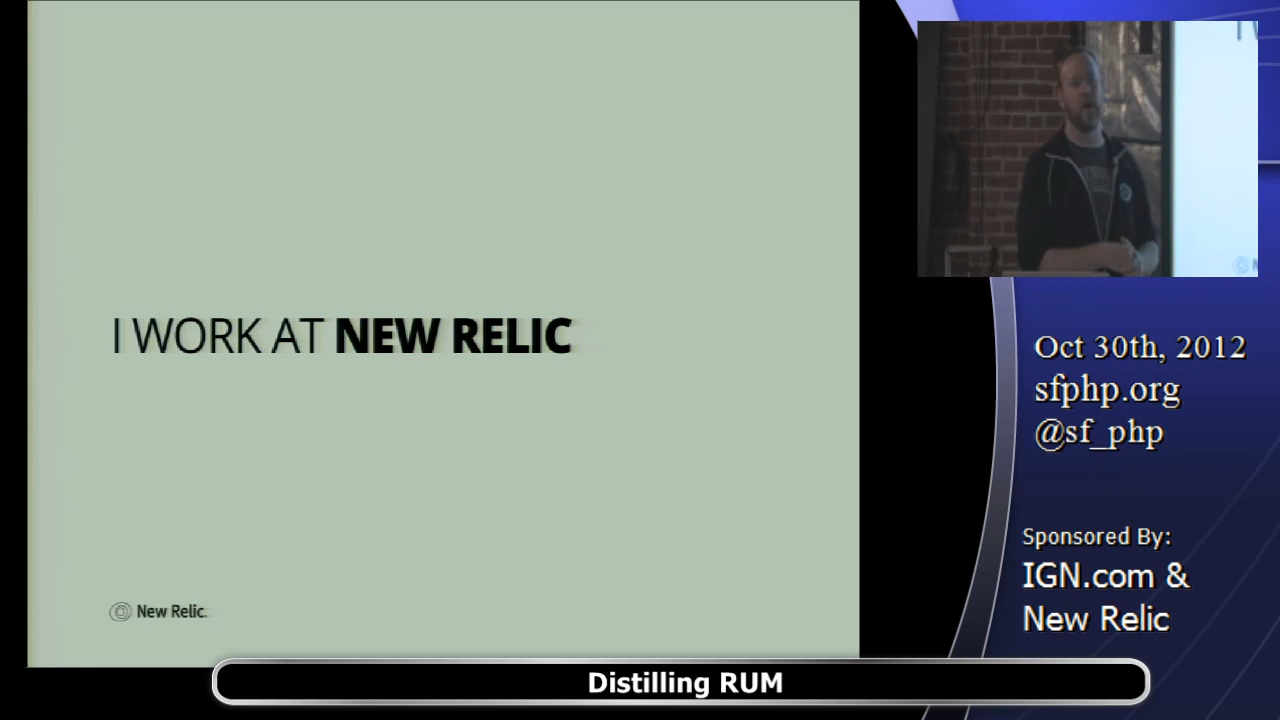 I WORK AT NEW RELIC
New Relic.
Oct 30th, 2012
sfphp.org
@sf_php
Sponsored By:
IGN.com &
New Relic
Distilling RUM